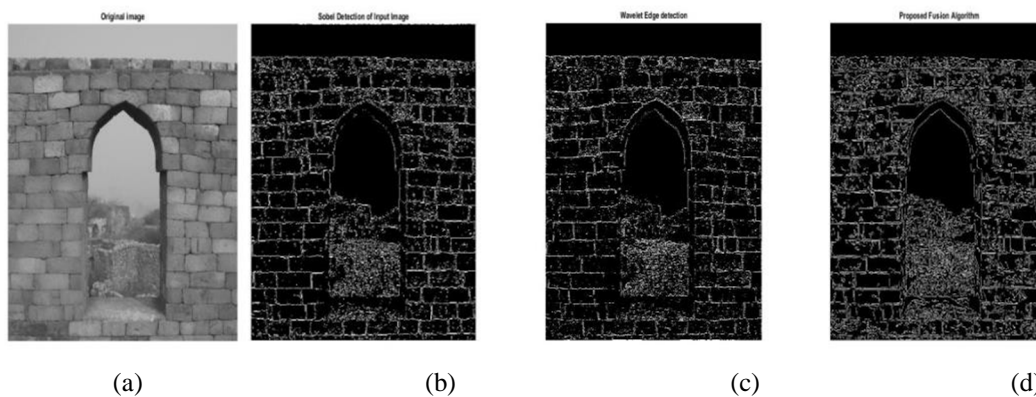 Original image
Sobel Detection of Input Image
Wavelet Edge detection
Proposed Fusion Algorithm
(a)
(b)
(c)
(d)